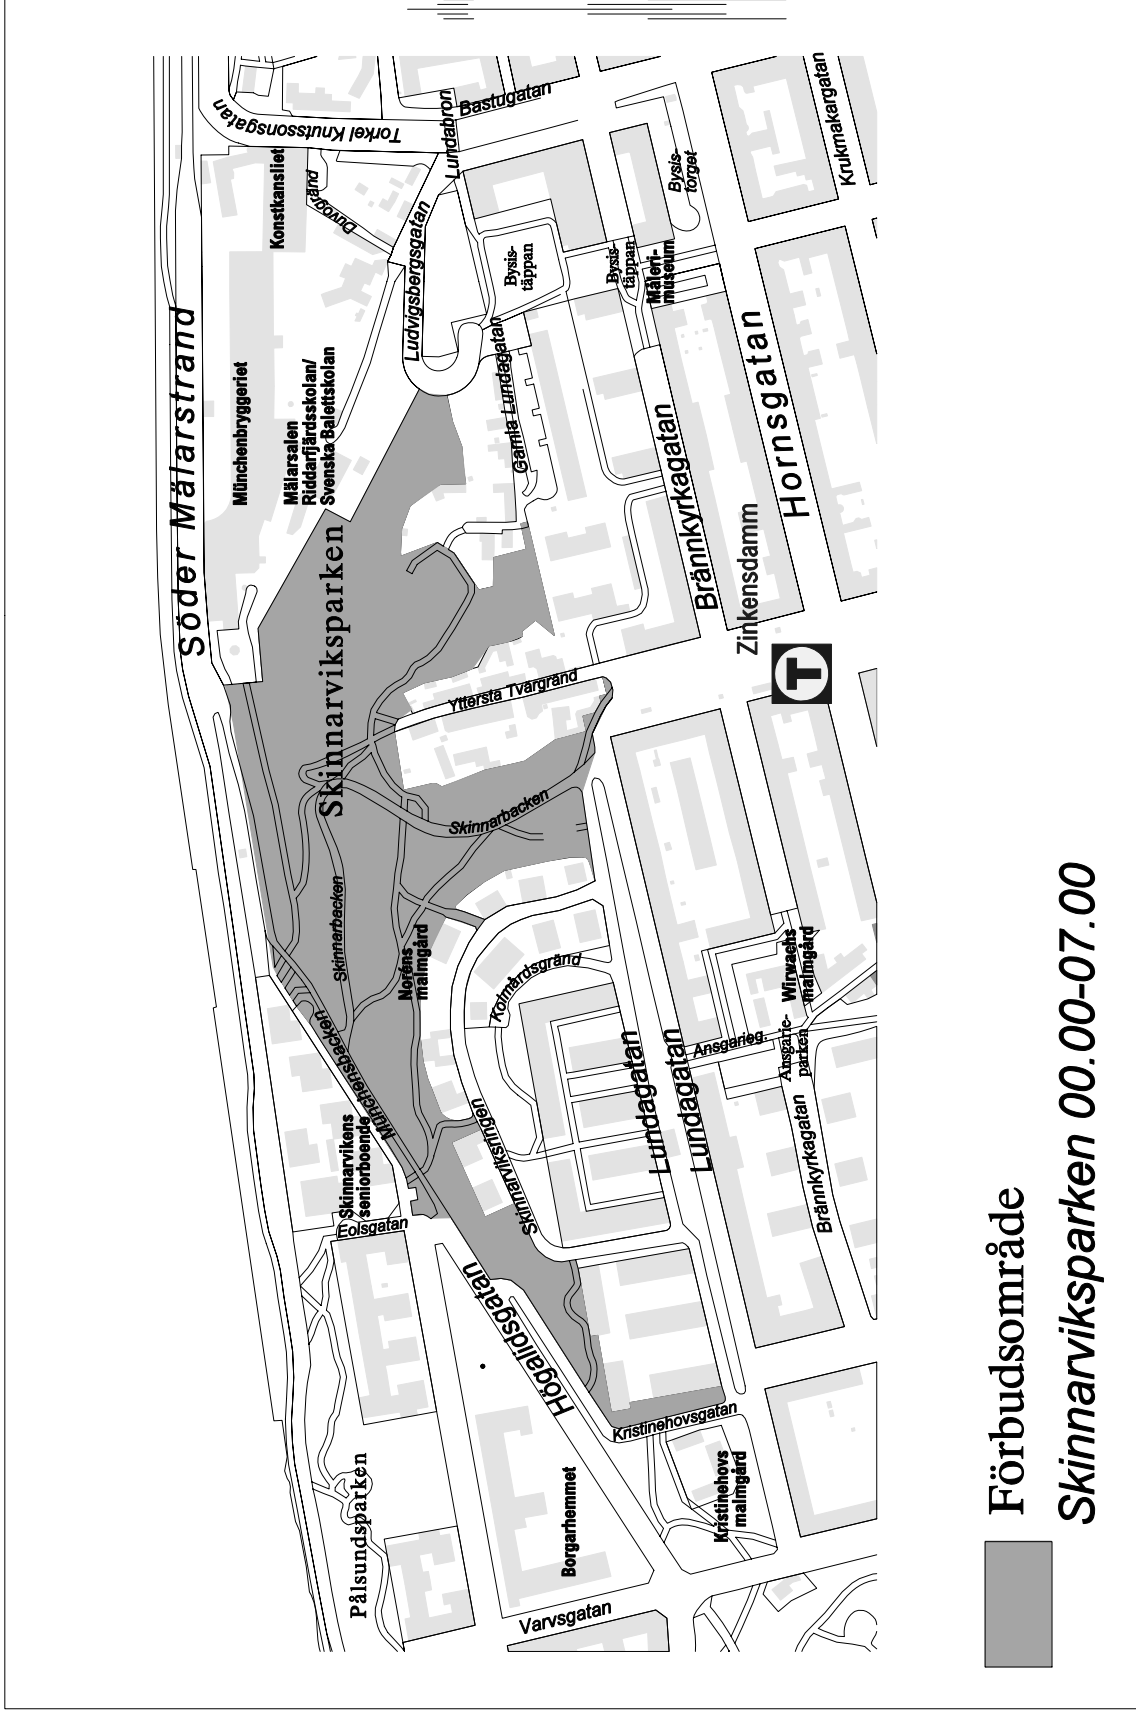 Söder Mälarstrand
Torkel Knutssonsgatan
Lundabron
Bastugatan
Krukmakargatan
Konstkansliet
Duvogränd
Ludvigsbergsgatan
Bysis-
torget
Bysis-
täppan
Bysis-
täppan
Måleri-
museum
Münchenbryggeriet
Mälarsalen
Riddarfjärdsskolan/
Svenska Balettskolan
Gamla Lundagatan
Brännkyrkagatan
Hornsgatan
Zinkensdamm
T
Skinnarviksparken
Yttersta Tvärgränd
Skinnarbacken
Skinnarbacken
Noréns
malmgård
Kolmårdsgränd
Münchensbacken
Skinnarvikens
seniorboende
Eolsgatan
Skinnarviksringen
Lundagatan
Lundagatan
Ansgarieg.
Ansgarie-
parken
Wirwachs
malmgård
Brännkyrkagatan
Högalidsgatan
Kristinehovsgatan
Kristinehovs
malmgård
Pålsundsparken
Borgarhemmet
Varvsgatan
Förbudsområde
Skinnarviksparken 00.00-07.00